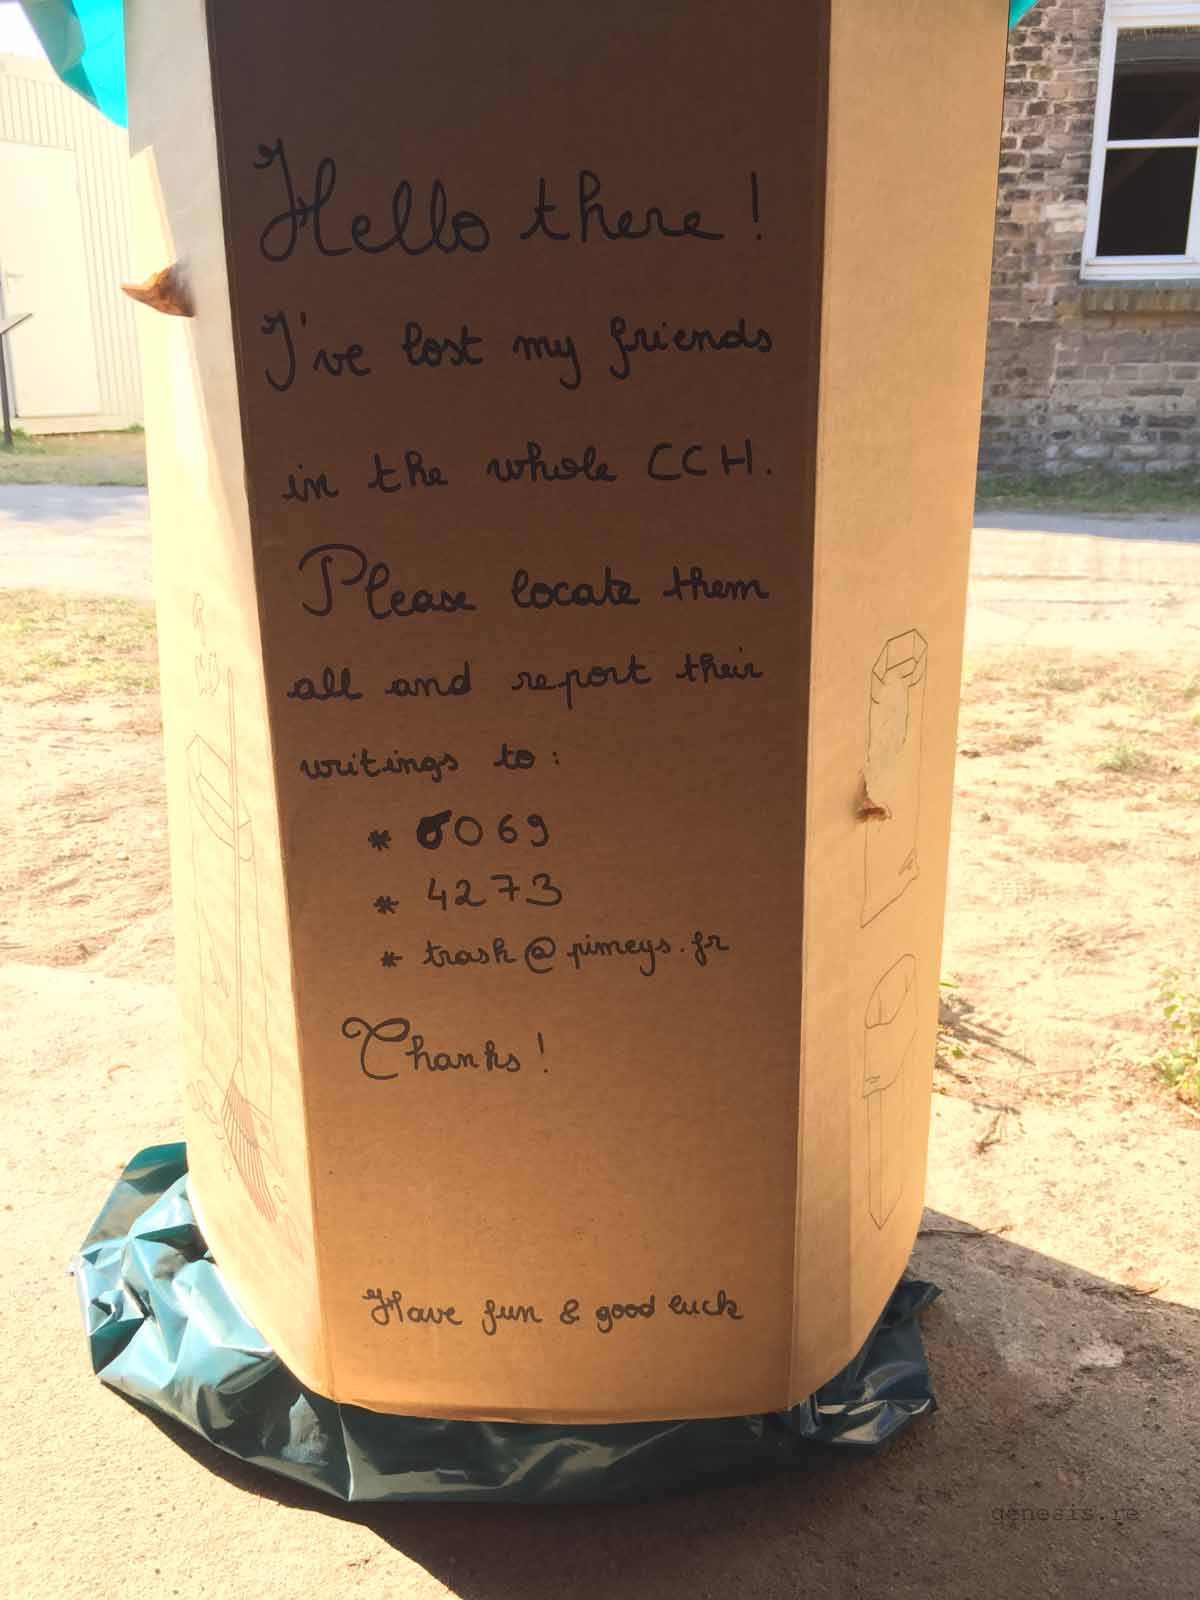 Hello there !
I've lost my friends
in the whole CCH.
Please locate them
all and report their
writings to :
* 6069
* 4273
* trash@pimeys.fr
Thanks !
Have fun & good luck
genesis.re